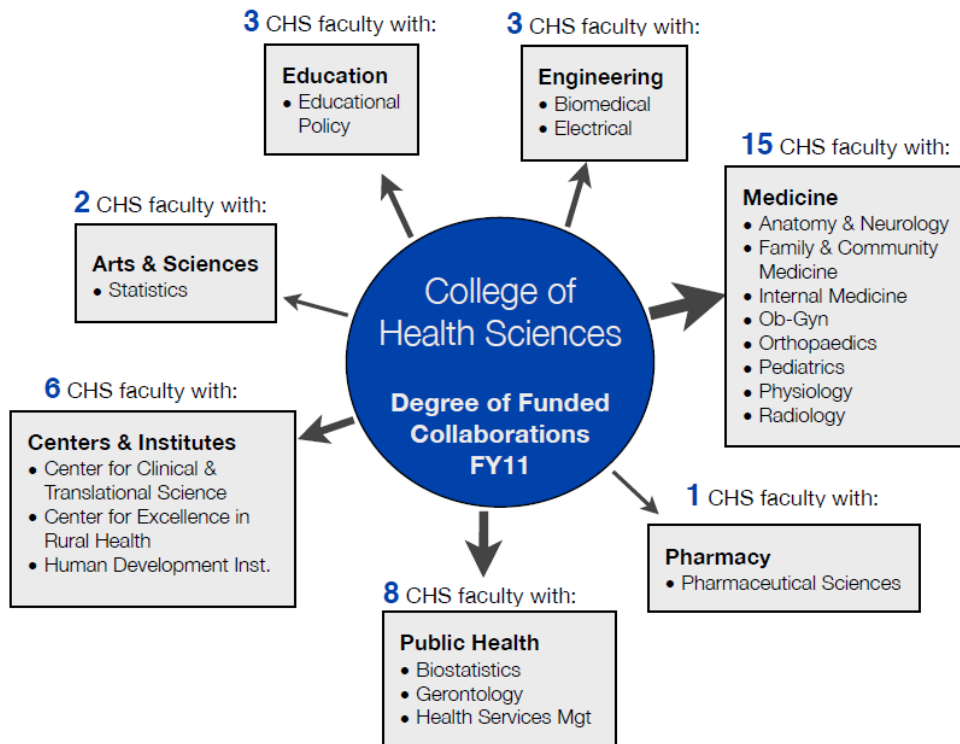 3 CHS faculty with:
Education
• Educational
Policy
3 CHS faculty with:
Engineering
• Biomedical
• Electrical
15 CHS faculty with:
Medicine
• Anatomy & Neurology
• Family & Community
Medicine
• Internal Medicine
• Ob-Gyn
• Orthopaedics
• Pediatrics
• Physiology
• Radiology
2 CHS faculty with:
Arts & Sciences
• Statistics
College of
Health Sciences
Degree of Funded
Collaborations
FY11
6 CHS faculty with:
Centers & Institutes
• Center for Clinical &
Translational Science
• Center for Excellence in
Rural Health
• Human Development Inst.
1 CHS faculty with:
Pharmacy
• Pharmaceutical Sciences
8 CHS faculty with:
Public Health
• Biostatistics
• Gerontology
• Health Services Mgt